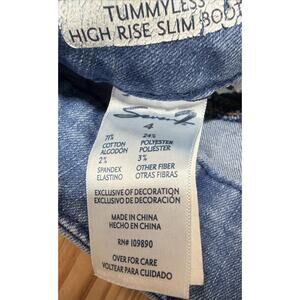 TUMMYLESS
HIGH RISE SLIM BOOT
Seven7
4
71% 24%
COTTON POLYESTER
ALGODÓN POLIÉSTER
2% 3%
SPANDEX OTHER FIBER
ELASTINO OTRAS FIBRAS
EXCLUSIVE OF DECORATION
EXCLUSIVO DE DECORACIÓN
MADE IN CHINA
HECHO EN CHINA
RN# 109890
OVER FOR CARE
VOLTEAR PARA CUIDADO